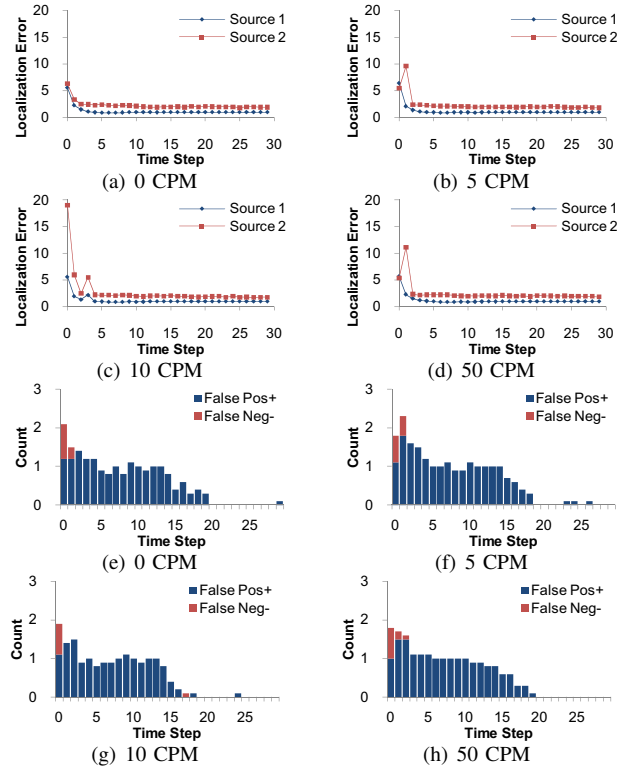 Localization Error
20
15
10
5
0
Source 1
Source 2
0 5 10 15 20 25 30
Time Step
(a) 0 CPM
Localization Error
20
15
10
5
0
Source 1
Source 2
0 5 10 15 20 25 30
Time Step
(b) 5 CPM
Localization Error
20
15
10
5
0
Source 1
Source 2
0 5 10 15 20 25 30
Time Step
(c) 10 CPM
Localization Error
20
15
10
5
0
Source 1
Source 2
0 5 10 15 20 25 30
Time Step
(d) 50 CPM
Count
3
2
1
0
False Pos+
False Neg-
0 5 10 15 20 25
Time Step
(e) 0 CPM
Count
3
2
1
0
False Pos+
False Neg-
0 5 10 15 20 25
Time Step
(f) 5 CPM
Count
3
2
1
0
False Pos+
False Neg-
0 5 10 15 20 25
Time Step
(g) 10 CPM
Count
3
2
1
0
False Pos+
False Neg-
0 5 10 15 20 25
Time Step
(h) 50 CPM